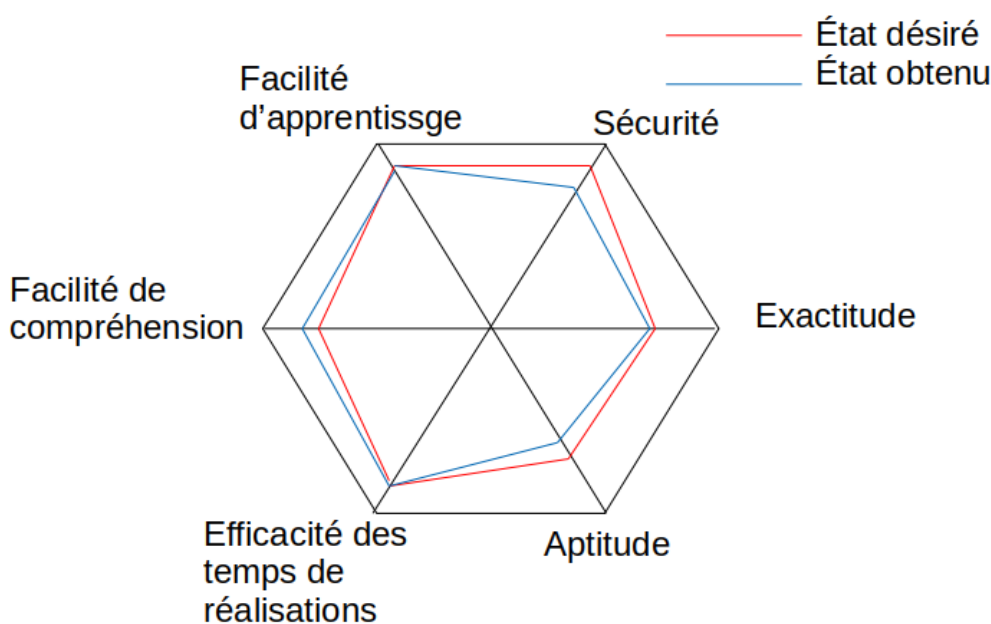 État désiré
État obtenu
Facilité
d’apprentissge
Sécurité
Facilité de
compréhension
Exactitude
Efficacité des
temps de
réalisations
Aptitude